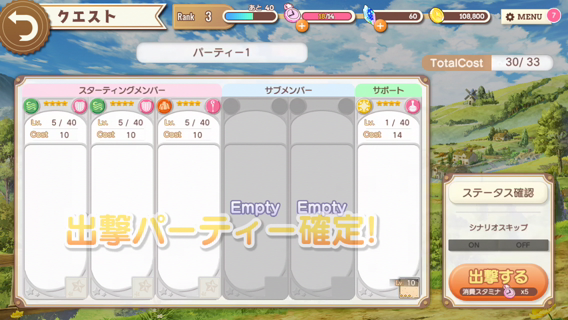 クエスト
Rank 3
あと 40
18/14
60
108,800
MENU ?
パーティー1
TotalCost 30/ 33
スターティングメンバー
サブメンバー
サポート
Lv. 5 / 40
Cost 10
Lv. 5 / 40
Cost 10
Lv. 5 / 40
Cost 10
Lv. 1 / 40
Cost 14
Empty
Empty
出撃パーティー確定!
Lv 10
ステータス確認
シナリオスキップ
ON OFF
出撃する
消費スタミナ x5